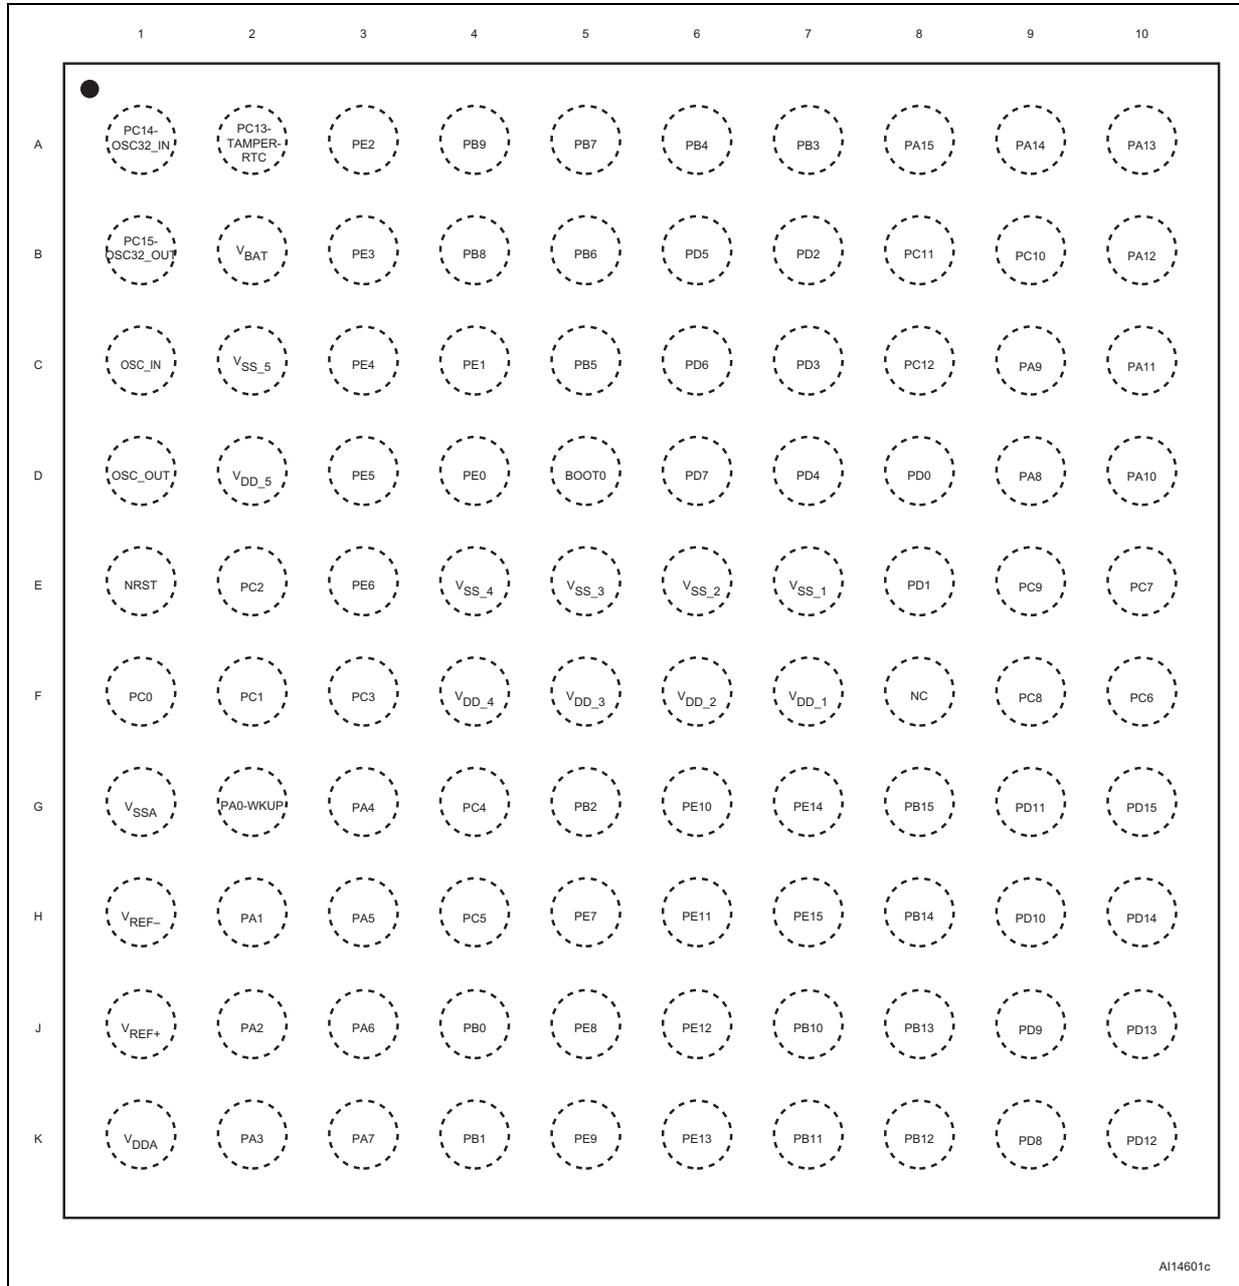 1 2 3 4 5 6 7 8 9 10
A PC14-OSC32_IN PC13-TAMPER-RTC PE2 PB9 PB7 PB4 PB3 PA15 PA14 PA13
B PC15-OSC32_OUT VBAT PE3 PB8 PB6 PD5 PD2 PC11 PC10 PA12
C OSC_IN VSS_5 PE4 PE1 PB5 PD6 PD3 PC12 PA9 PA11
D OSC_OUT VDD_5 PE5 PE0 BOOT0 PD7 PD4 PD0 PA8 PA10
E NRST PC2 PE6 VSS_4 VSS_3 VSS_2 VSS_1 PD1 PC9 PC7
F PC0 PC1 PC3 VDD_4 VDD_3 VDD_2 VDD_1 NC PC8 PC6
G VSSA PA0-WKUP PA4 PC4 PB2 PE10 PE14 PB15 PD11 PD15
H VREF– PA1 PA5 PC5 PE7 PE11 PE15 PB14 PD10 PD14
J VREF+ PA2 PA6 PB0 PE8 PE12 PB10 PB13 PD9 PD13
K VDDA PA3 PA7 PB1 PE9 PE13 PB11 PB12 PD8 PD12
AI14601c